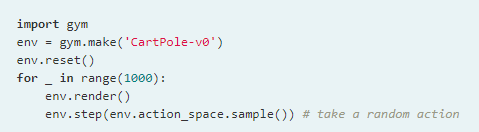 import gym
env = gym.make('CartPole-v0')
env.reset()
for _ in range(1000):
    env.render()
    env.step(env.action_space.sample()) # take a random action